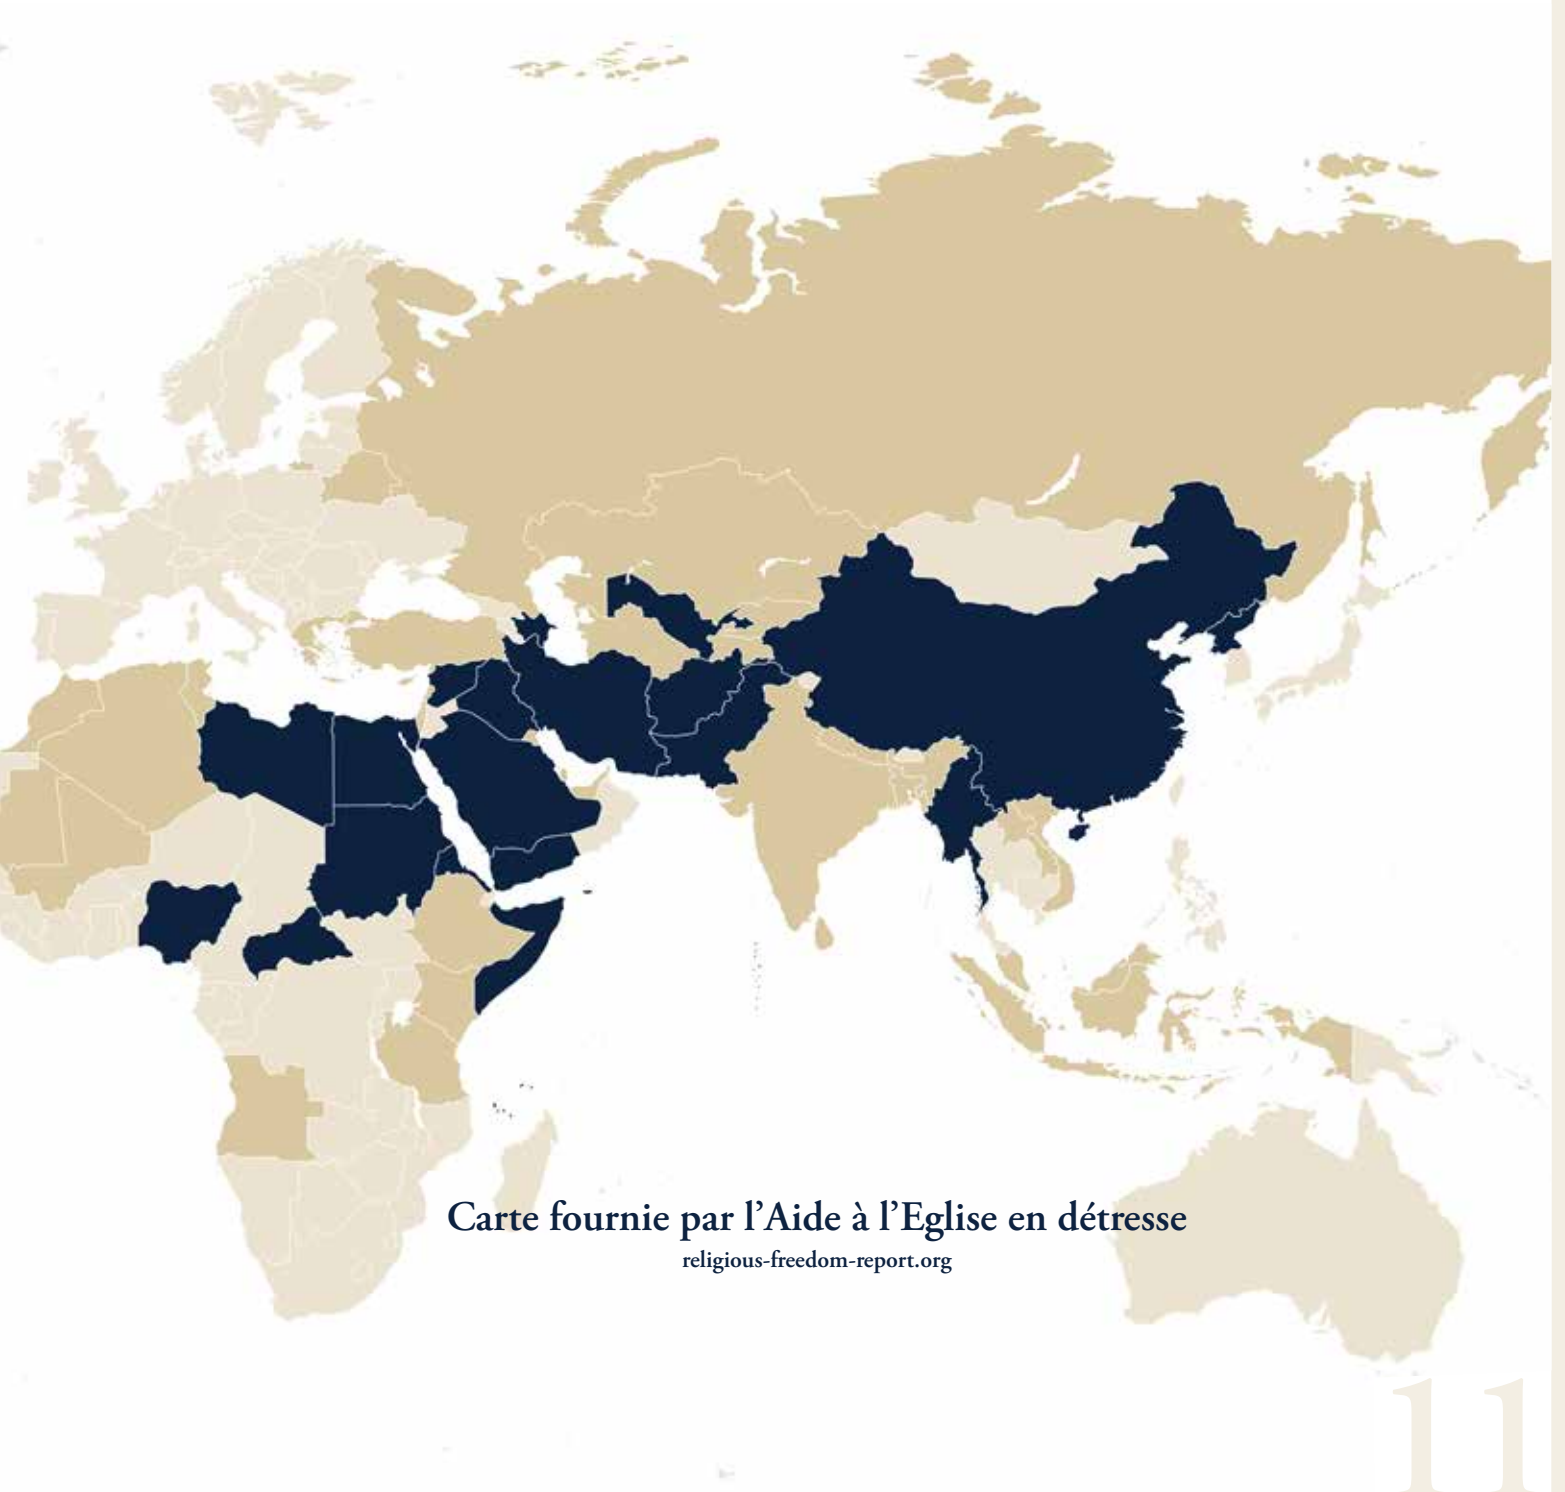 Carte fournie par l’Aide à l’Eglise en détresse
religious-freedom-report.org
11